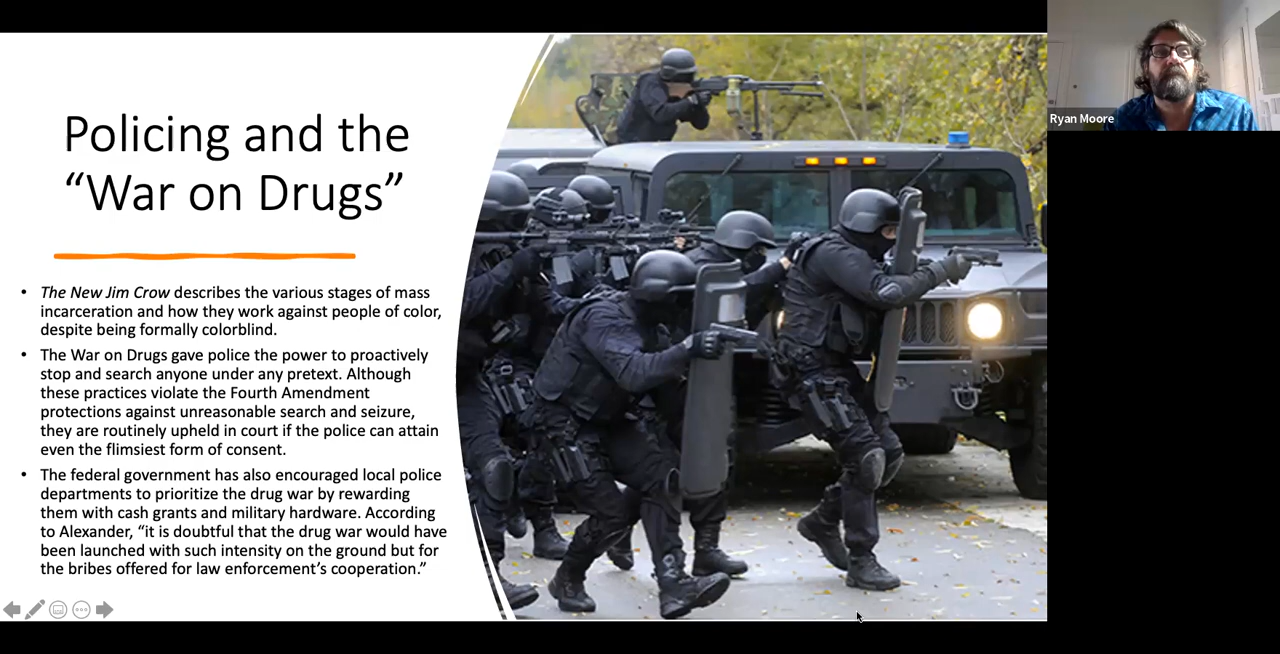 Policing and the
“War on Drugs”
• The New Jim Crow describes the various stages of mass
incarceration and how they work against people of color,
despite being formally colorblind.
• The War on Drugs gave police the power to proactively
stop and search anyone under any pretext. Although
these practices violate the Fourth Amendment
protections against unreasonable search and seizure,
they are routinely upheld in court if the police can attain
even the flimsiest form of consent.
• The federal government has also encouraged local police
departments to prioritize the drug war by rewarding
them with cash grants and military hardware. According
to Alexander, “it is doubtful that the drug war would have
been launched with such intensity on the ground but for
the bribes offered for law enforcement’s cooperation.”
Ryan Moore